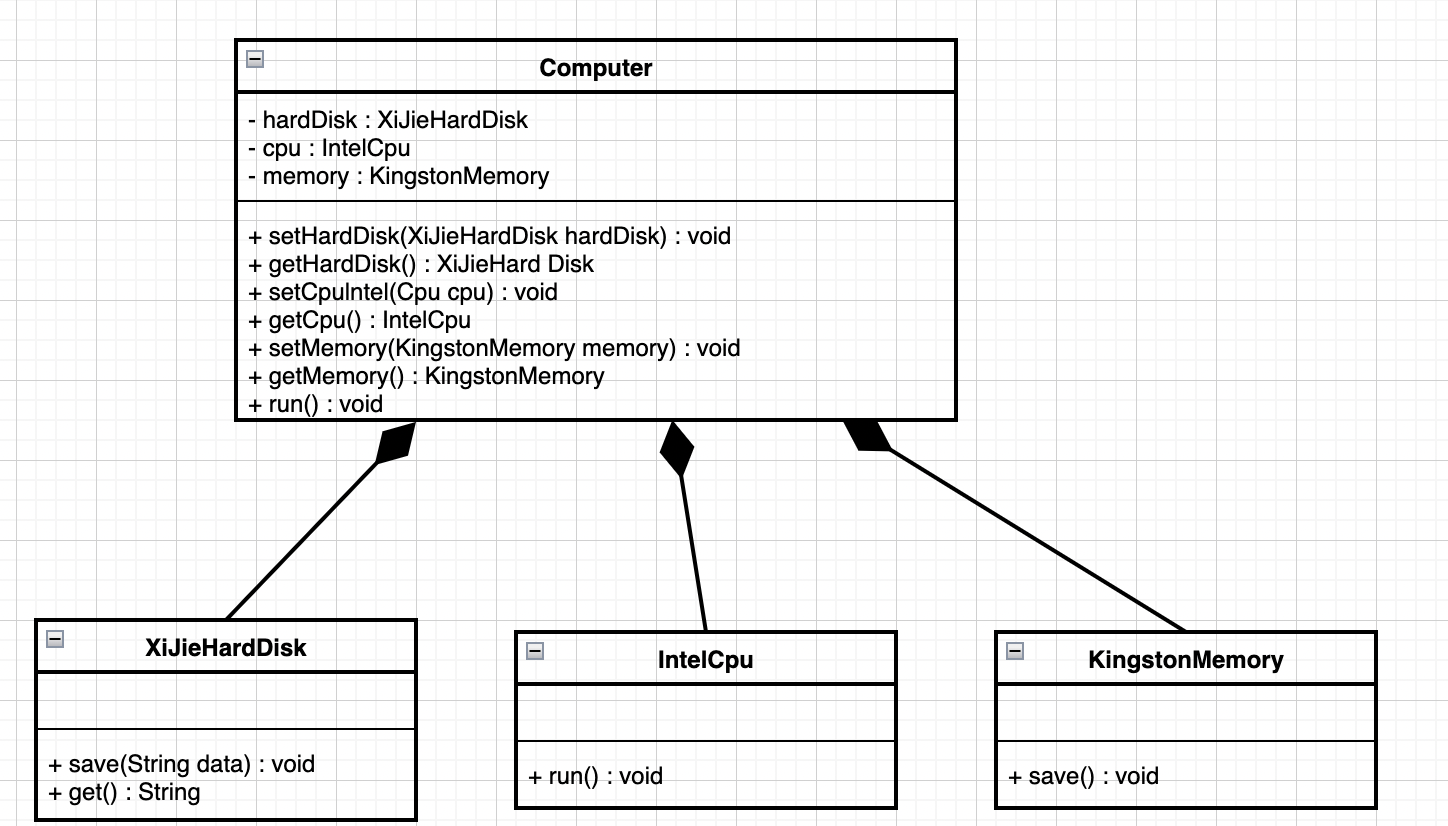 Computer
- hardDisk : XiJieHardDisk
- cpu : IntelCpu
- memory : KingstonMemory
+ setHardDisk(XiJieHardDisk hardDisk) : void
+ getHardDisk() : XiJieHard Disk
+ setCpuIntel(Cpu cpu) : void
+ getCpu() : IntelCpu
+ setMemory(KingstonMemory memory) : void
+ getMemory() : KingstonMemory
+ run() : void
XiJieHardDisk
+ save(String data) : void
+ get() : String
IntelCpu
+ run() : void
KingstonMemory
+ save() : void